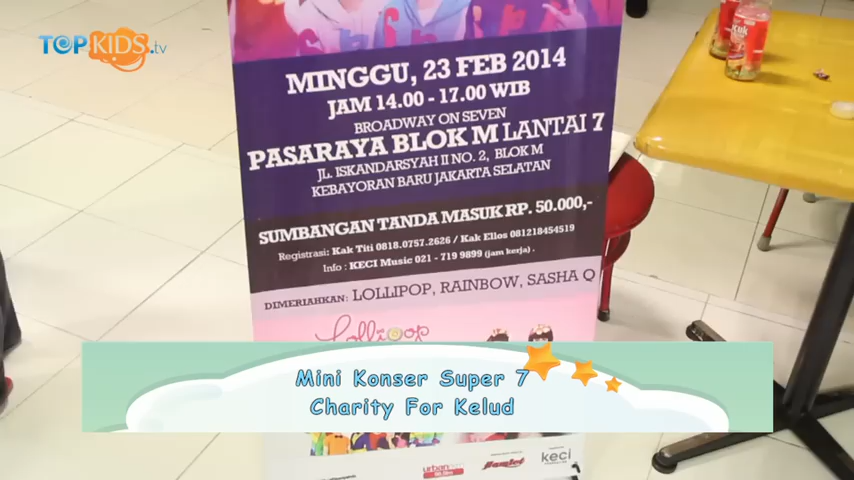 TOPKIDS.tv
MINGGU, 23 FEB 2014
JAM 14.00 - 17.00 WIB
BROADWAY ON SEVEN
PASARAYA BLOK M LANTAI 7
JL. ISKANDARSYAH II NO. 2, BLOK M
KEBAYORAN BARU JAKARTA SELATAN
SUMBANGAN TANDA MASUK RP. 50.000,-
Registrasi: Kak Titi 0818.0757.2626 / Kak Ellos 081218454519
Info : KECI Music 021 - 719 9899 (jam kerja) .
DIMERIAHKAN: LOLLIPOP, RAINBOW, SASHA Q
Lollipop
Mini Konser Super 7
Charity For Kelud
keci